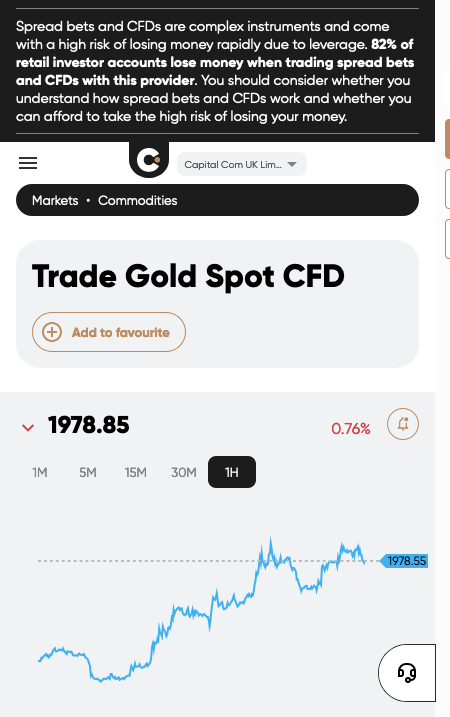 Spread bets and CFDs are complex instruments and come
with a high risk of losing money rapidly due to leverage. 82% of
retail investor accounts lose money when trading spread bets
and CFDs with this provider. You should consider whether you
understand how spread bets and CFDs work and whether you
can afford to take the high risk of losing your money.
Capital Com UK Lim...
Markets • Commodities
Trade Gold Spot CFD
Add to favourite
1978.85
0.76%
1M 5M 15M 30M 1H
1978.55